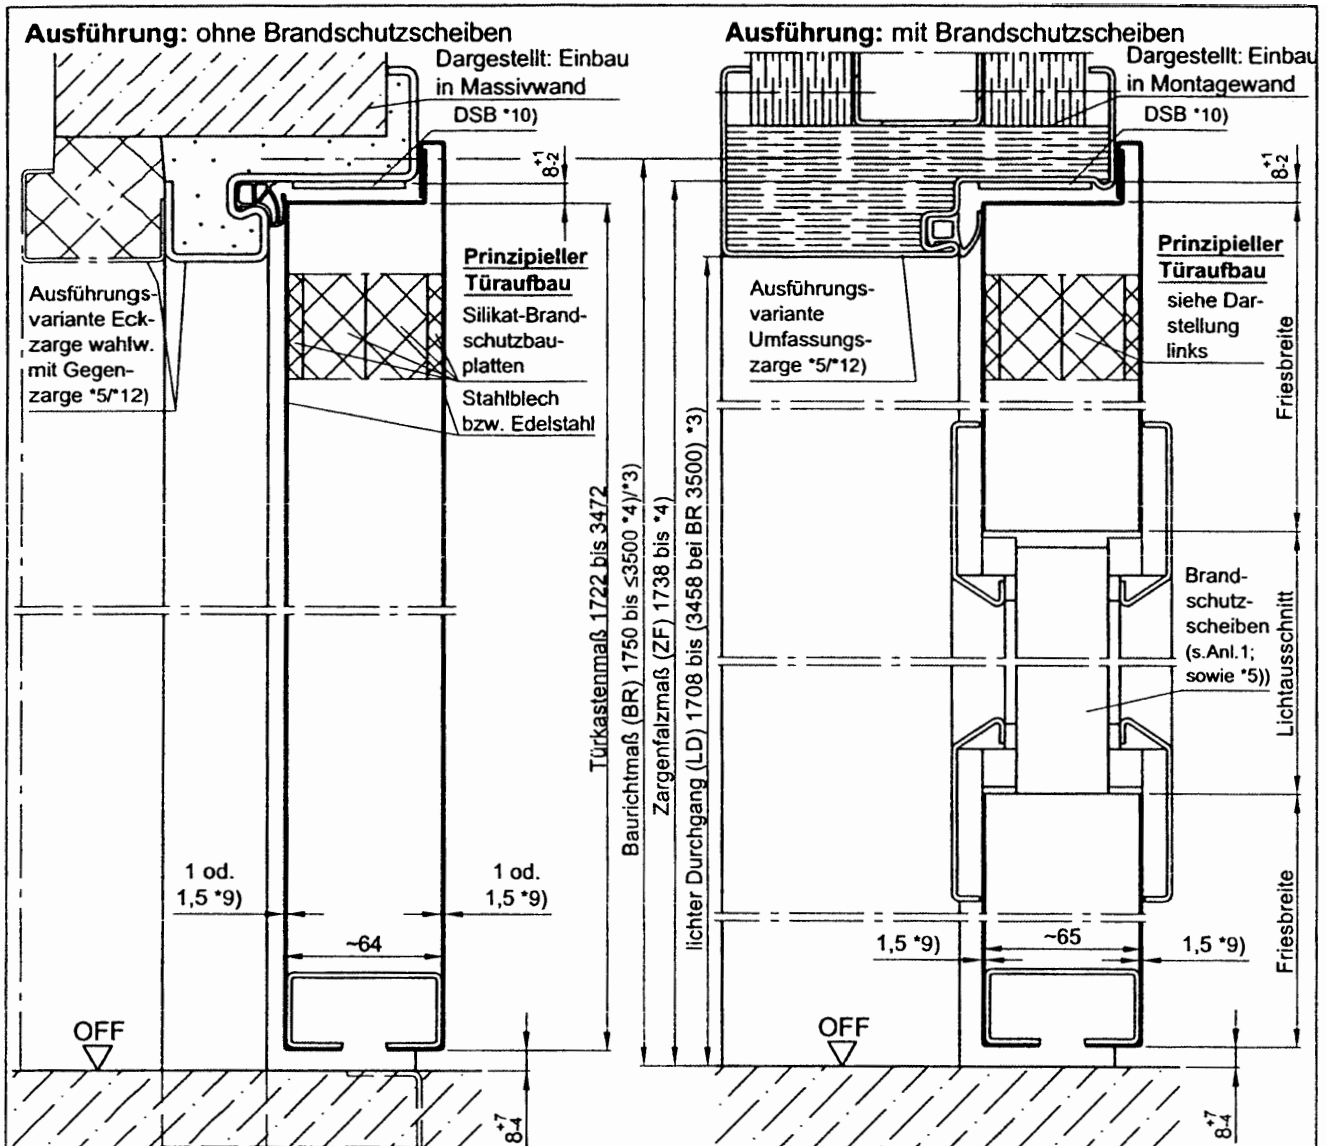 Ausführung: ohne Brandschutzscheiben
Dargestellt: Einbau
in Massivwand
DSB *10)
8 +1 -2
Prinzipieller
Türaufbau
Silikat-Brand-
schutzbau-
platten
Stahlblech
bzw. Edelstahl
Ausführungs-
variante Eck-
zarge wahlw.
mit Gegen-
zarge *5/*12)
1 od.
1,5 *9)
1 od.
1,5 *9)
~64
OFF
8 +7 -4
Türkastenmaß 1722 bis 3472
Baurichtmaß (BR) 1750 bis ≤3500 *4)/*3)
Zargenfalzmaß (ZF) 1738 bis *4)
lichter Durchgang (LD) 1708 bis (3458 bei BR 3500) *3)
Ausführung: mit Brandschutzscheiben
Dargestellt: Einbau
in Montagewand
DSB *10)
8 +1 -2
Prinzipieller
Türaufbau
siehe Dar-
stellung
links
Ausführungs-
variante
Umfassungs-
zarge *5/*12)
Friesbreite
Brand-
schutz-
scheiben
(s.Anl.1;
sowie *5))
Lichtausschnitt
Friesbreite
1,5 *9)
~65
1,5 *9)
OFF
8 +7 -4